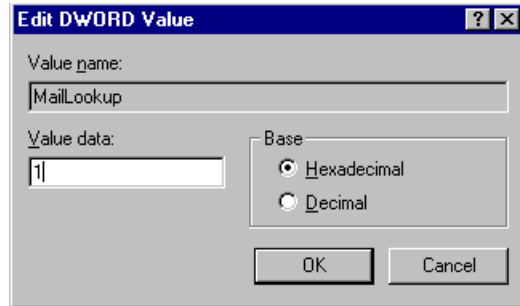 Edit DWORD Value
Value name:
MailLookup
Value data:
1
Base
Hexadecimal
Decimal
OK Cancel